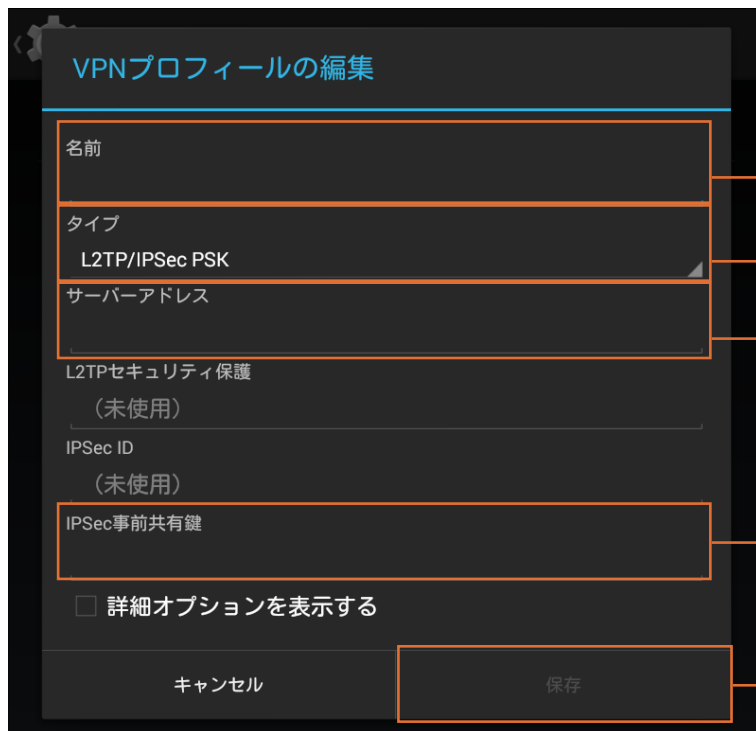 VPNプロフィールの編集
名前
タイプ
L2TP/IPSec PSK
サーバーアドレス
L2TPセキュリティ保護
（未使用）
IPSec ID
（未使用）
IPSec事前共有鍵
詳細オプションを表示する
キャンセル
保存